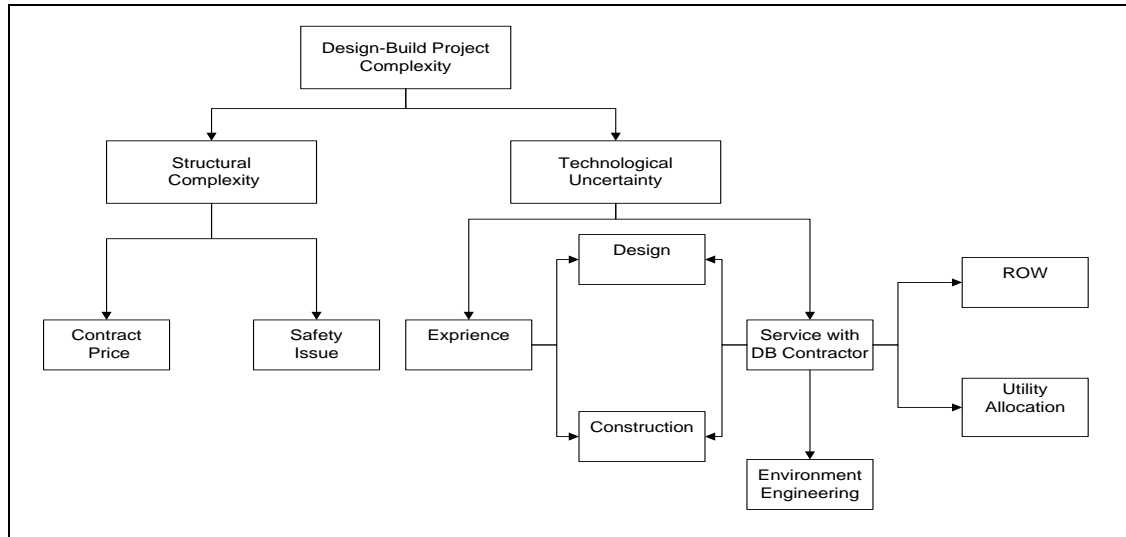 Design-Build Project
Complexity
Structural
Complexity
Technological
Uncertainty
Design
ROW
Contract
Price
Safety
Issue
Exprience
Service with
DB Contractor
Utility
Allocation
Construction
Environment
Engineering